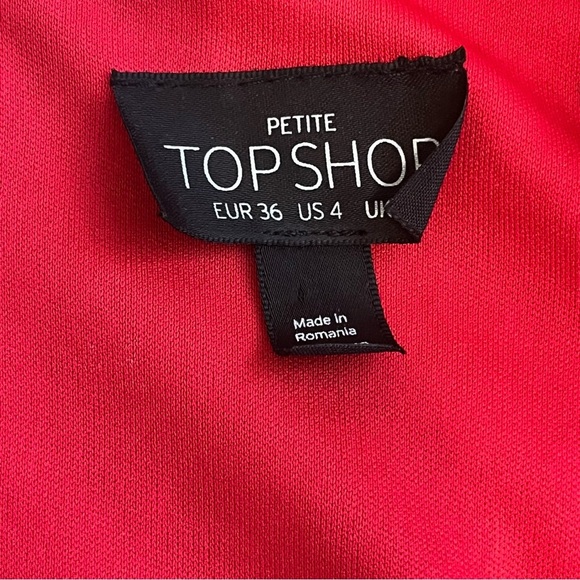 PETITE
TOPSHOP
EUR 36 US 4 UK
Made in
Romania